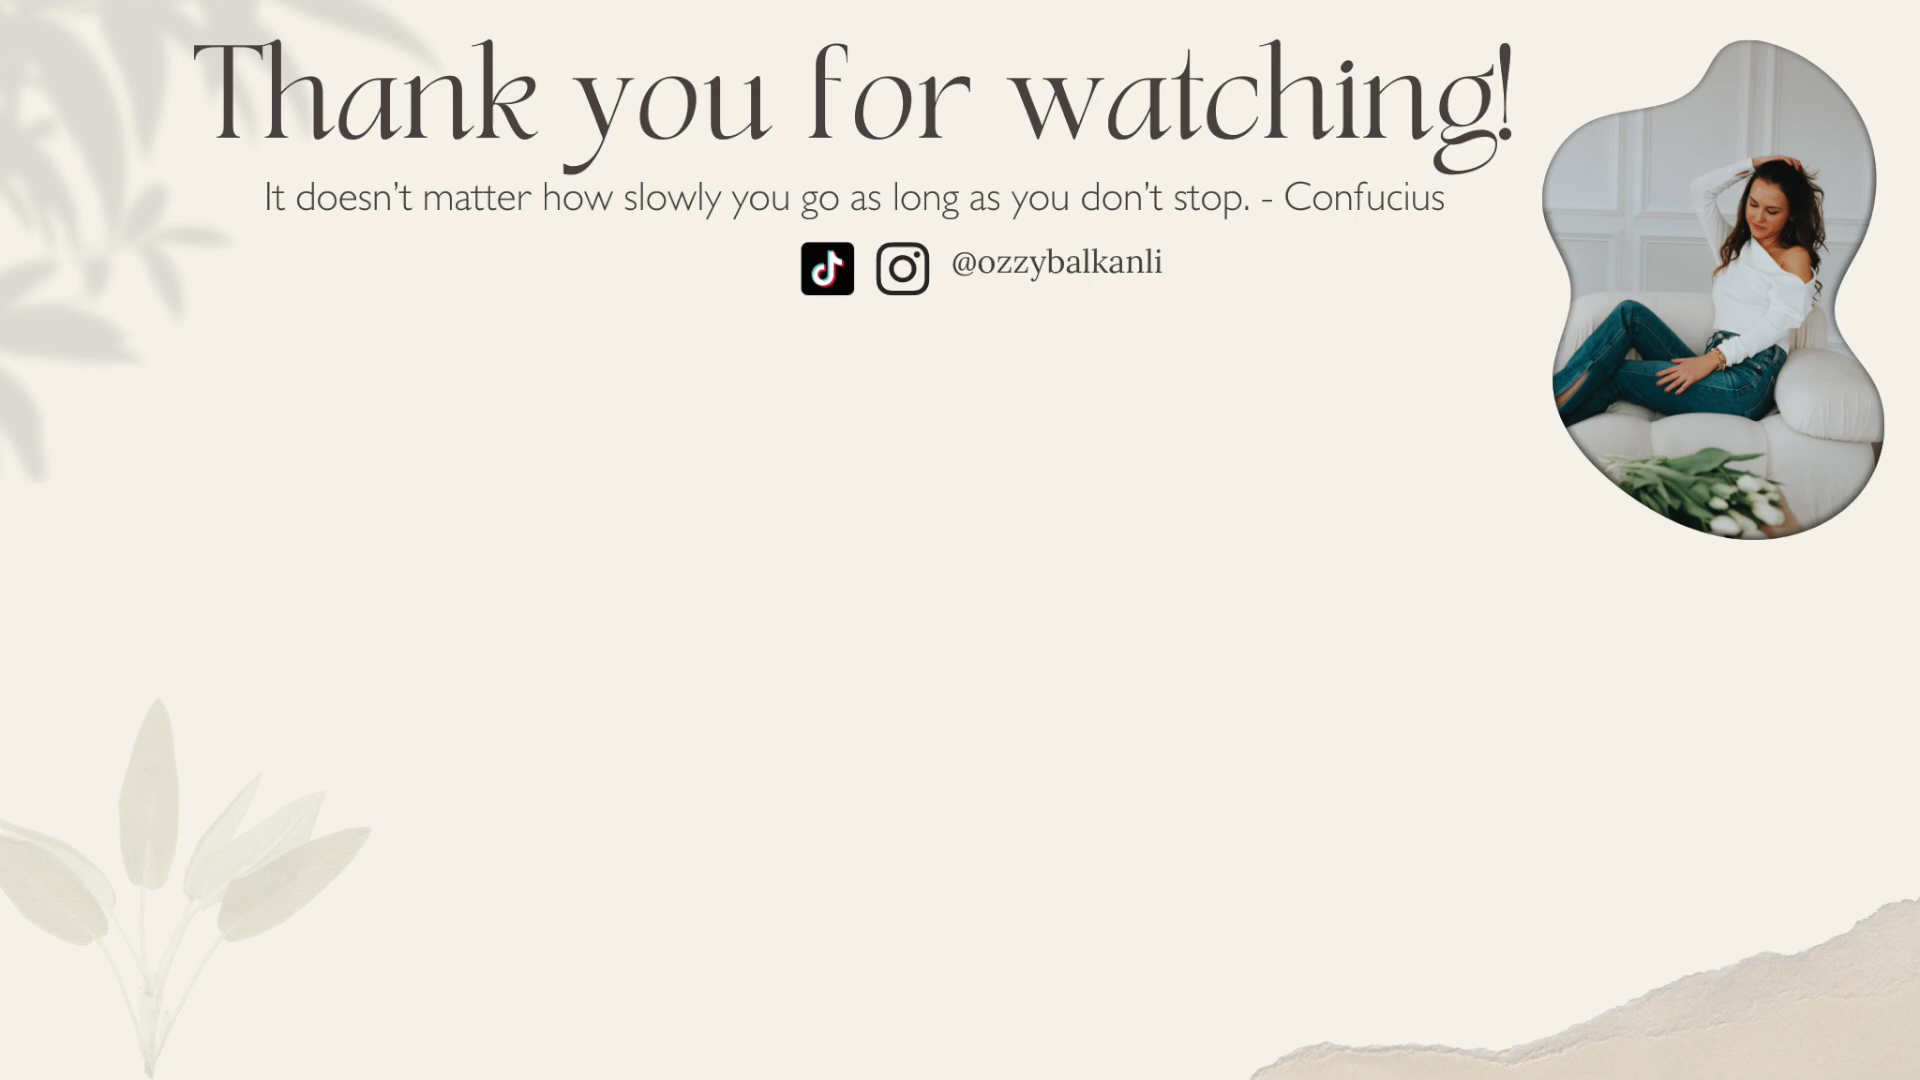 Thank you for watching!
It doesn't matter how slowly you go as long as you don't stop. - Confucius
@ozzybalkanli